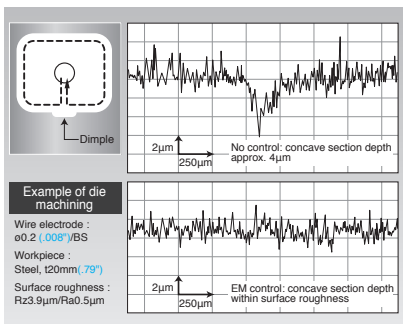 Dimple
2µm
250µm
No control: concave section depth
approx. 4µm
Example of die
machining
Wire electrode :
ø0.2 (.008")/BS
Workpiece :
Steel, t20mm(.79")
Surface roughness :
Rz3.9µm/Ra0.5µm
2µm
250µm
EM control: concave section depth
within surface roughness